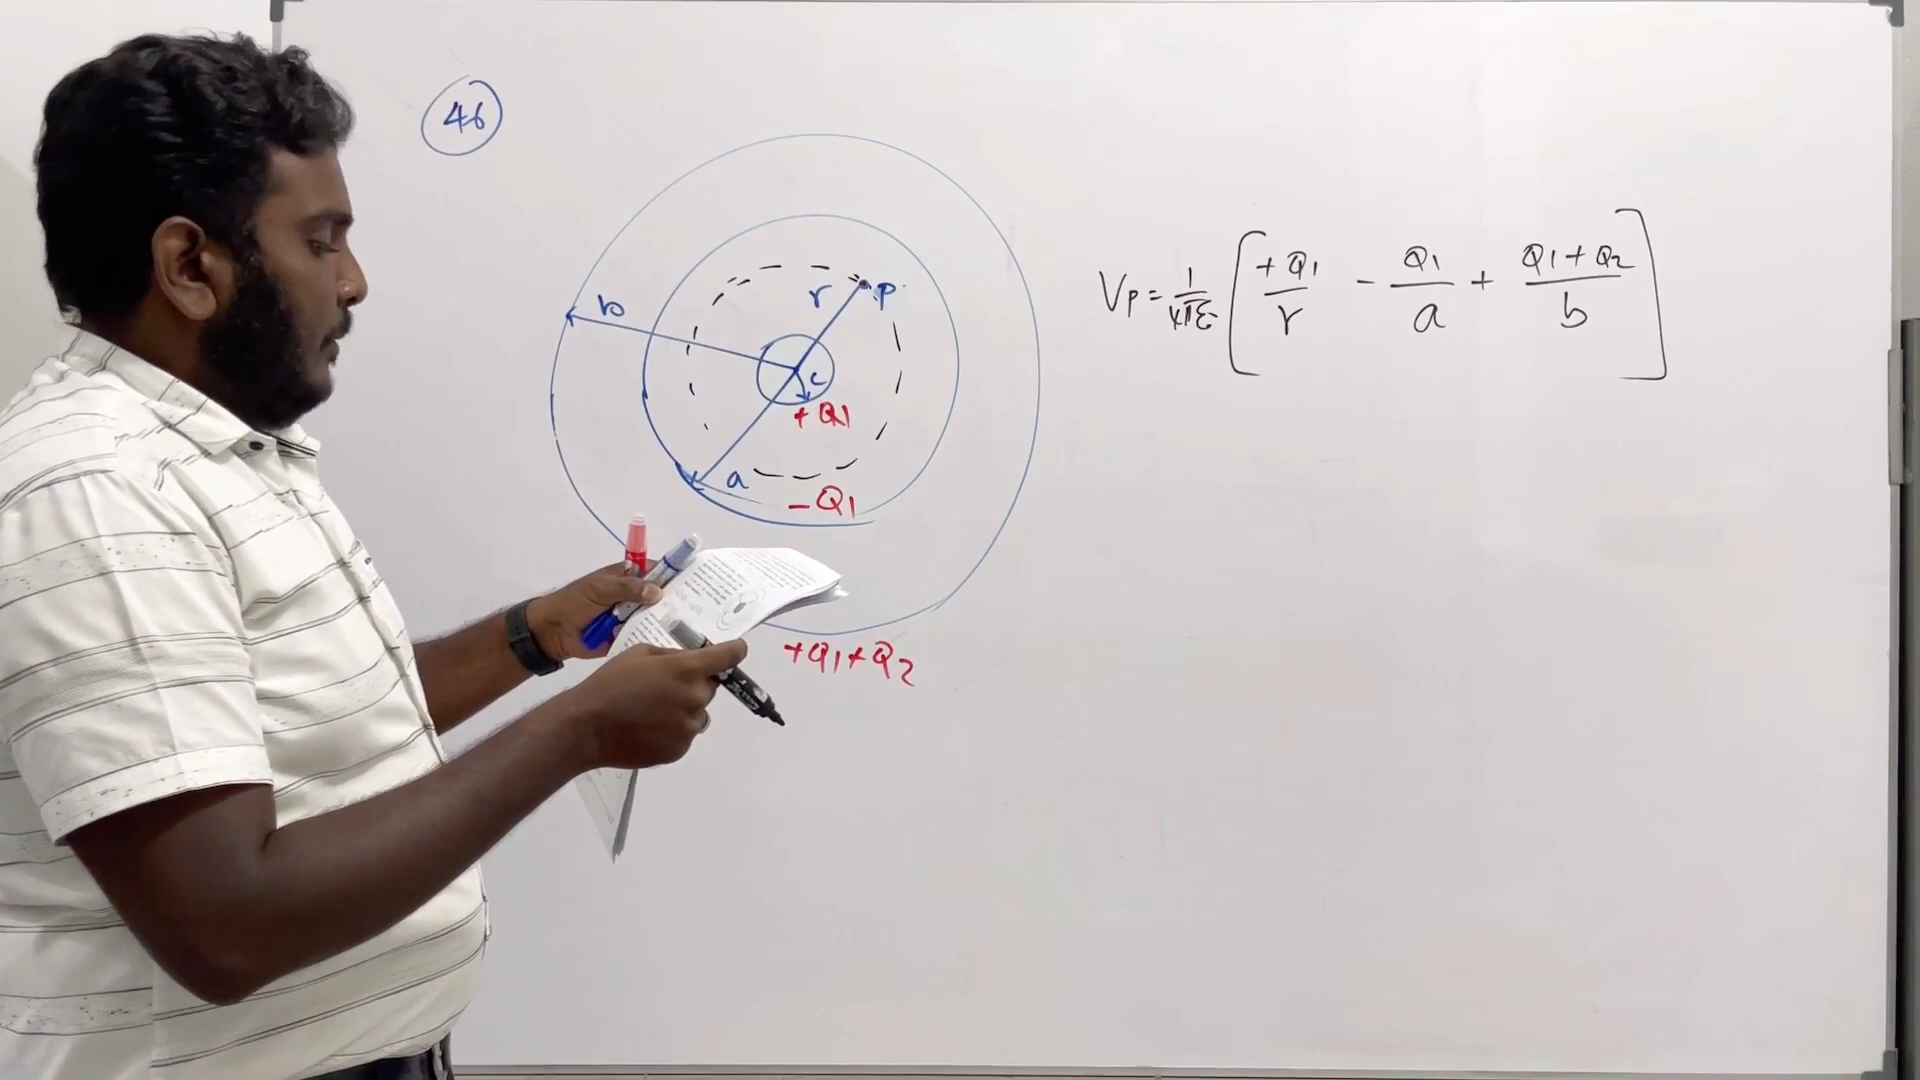 46
b
r
P
c
+Q1
a
-Q1
+Q1+Q2
VP = 1/4πε [ +Q1/r - Q1/a + Q1+Q2/b ]